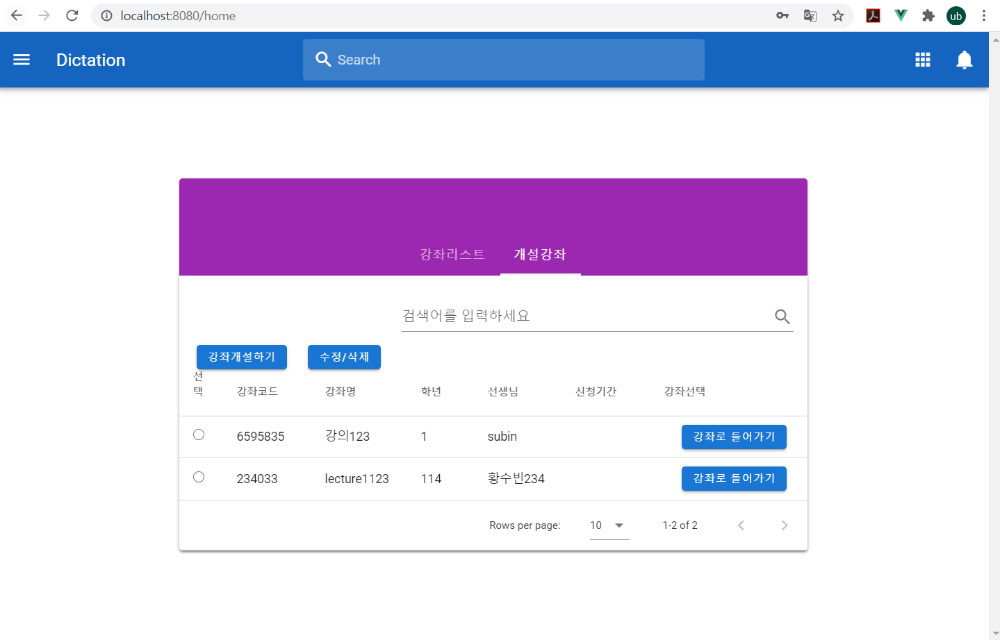 localhost:8080/home
ub
Dictation
Search
강좌리스트 개설강좌
검색어를 입력하세요
강좌개설하기 수정/삭제
선택 강좌코드 강좌명 학년 선생님 신청기간 강좌선택
6595835 강의123 1 subin 강좌로 들어가기
234033 lecture1123 114 황수빈234 강좌로 들어가기
Rows per page: 10 1-2 of 2